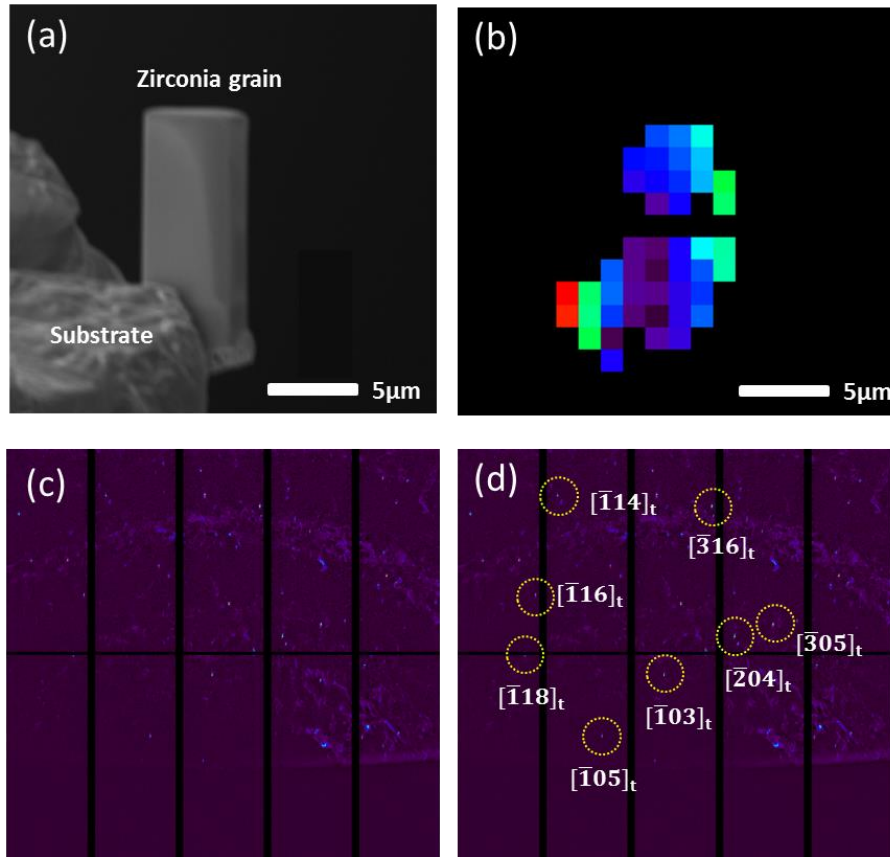 (a)
Zirconia grain
Substrate
5μm
(b)
5μm
(c)
(d)
[1̅14]ₜ
[3̅16]ₜ
[1̅16]ₜ
[3̅05]ₜ
[2̅04]ₜ
[1̅18]ₜ
[1̅03]ₜ
[1̅05]ₜ